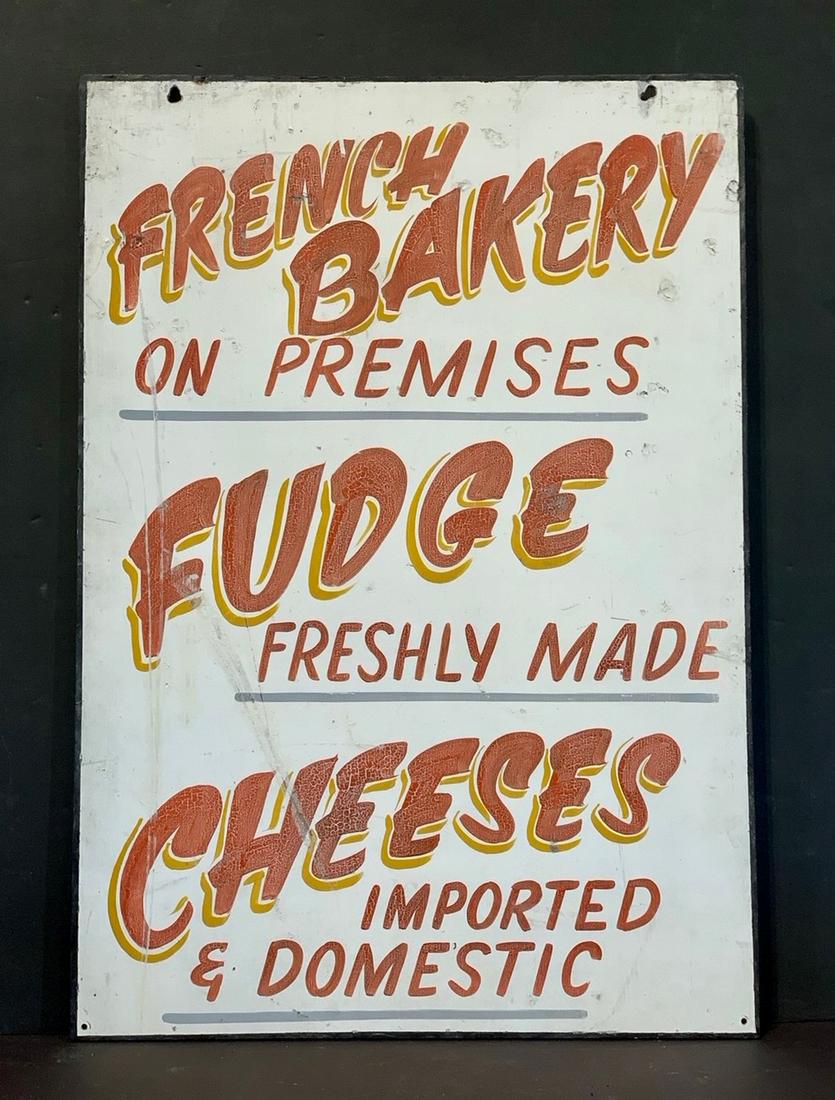 FRENCH
BAKERY
ON PREMISES
FUDGE
FRESHLY MADE
CHEESES
IMPORTED
& DOMESTIC